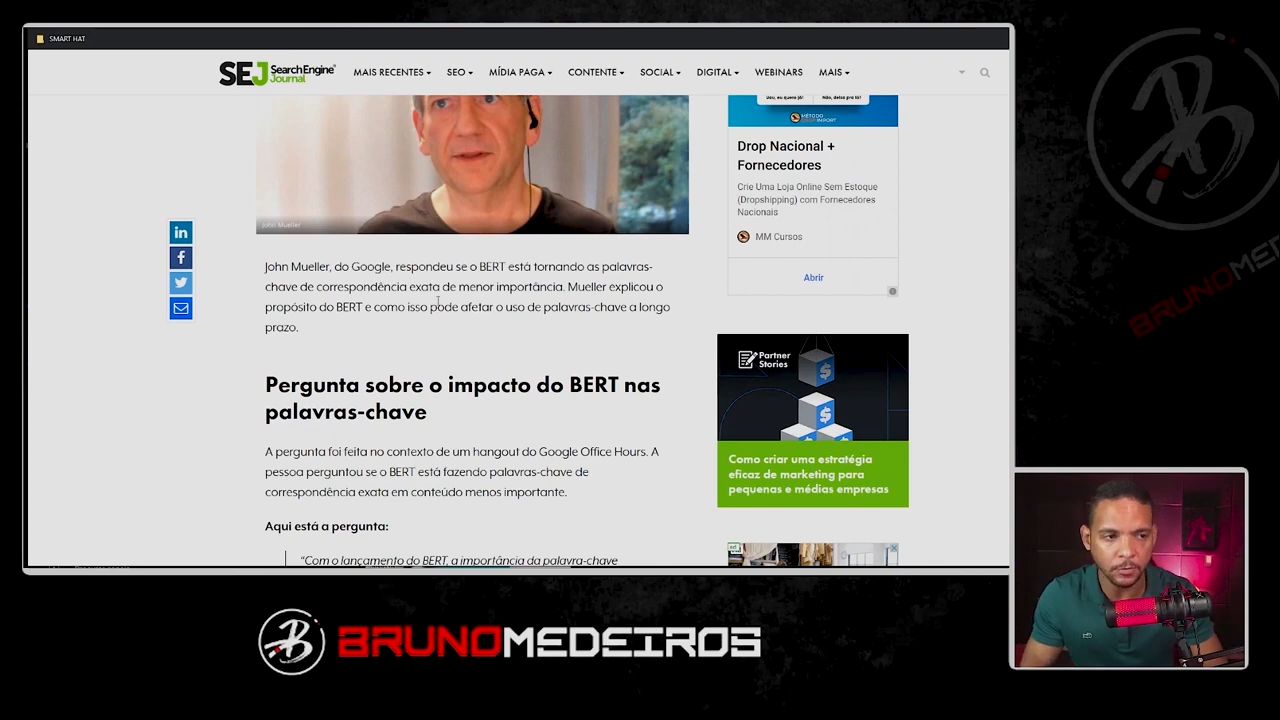 SMART HAT
SEJ Search Engine Journal
MAIS RECENTES
SEO
MÍDIA PAGA
CONTENTE
SOCIAL
DIGITAL
WEBINARS
MAIS
John Mueller
John Mueller, do Google, respondeu se o BERT está tornando as palavras-
chave de correspondência exata de menor importância. Mueller explicou o
propósito do BERT e como isso pode afetar o uso de palavras-chave a longo
prazo.
Pergunta sobre o impacto do BERT nas
palavras-chave
A pergunta foi feita no contexto de um hangout do Google Office Hours. A
pessoa perguntou se o BERT está fazendo palavras-chave de
correspondência exata em conteúdo menos importante.
Aqui está a pergunta:
“Com o lançamento do BERT, a importância da palavra-chave
Drop Nacional +
Fornecedores
Crie Uma Loja Online Sem Estoque
(Dropshipping) com Fornecedores
Nacionais
MM Cursos
Abrir
Partner
Stories
Como criar uma estratégia
eficaz de marketing para
pequenas e médias empresas
BRUNOMEDEIROS
BRUNOME